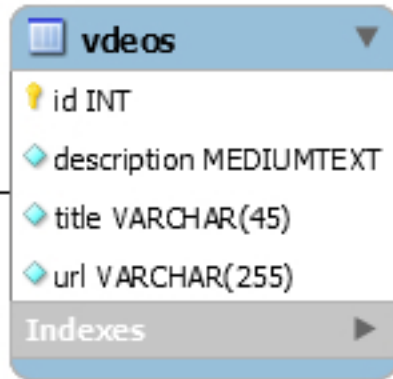 vdeos
id INT
description MEDIUMTEXT
title VARCHAR(45)
url VARCHAR(255)
Indexes